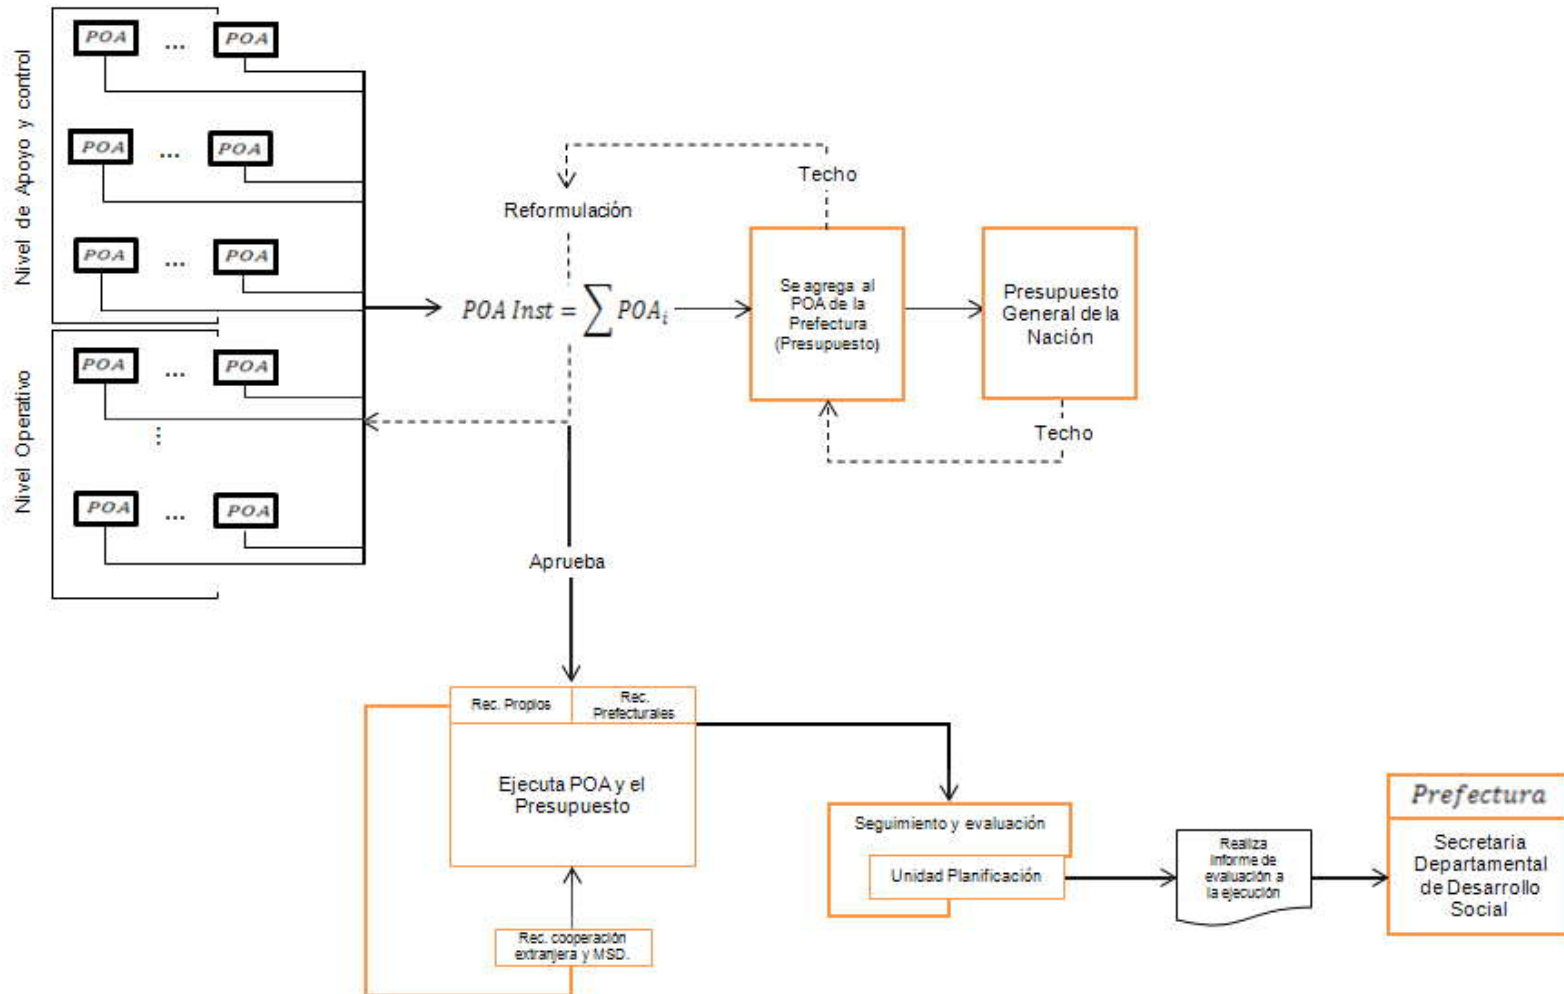 Nivel de Apoyo y control
POA ... POA
POA ... POA
POA ... POA
Nivel Operativo
POA ... POA
...
POA ... POA
Techo
Reformulación
POA Inst = ∑ POAᵢ
Se agrega al
POA de la
Prefectura
(Presupuesto)
Presupuesto
General de la
Nación
Techo
Aprueba
Rec. Propios
Rec.
Prefecturales
Ejecuta POA y el
Presupuesto
Rec. cooperación
extranjera y MSD.
Seguimiento y evaluación
Unidad Planificación
Realiza
Informe de
evaluación a
la ejecución
Prefectura
Secretaria
Departamental
de Desarrollo
Social